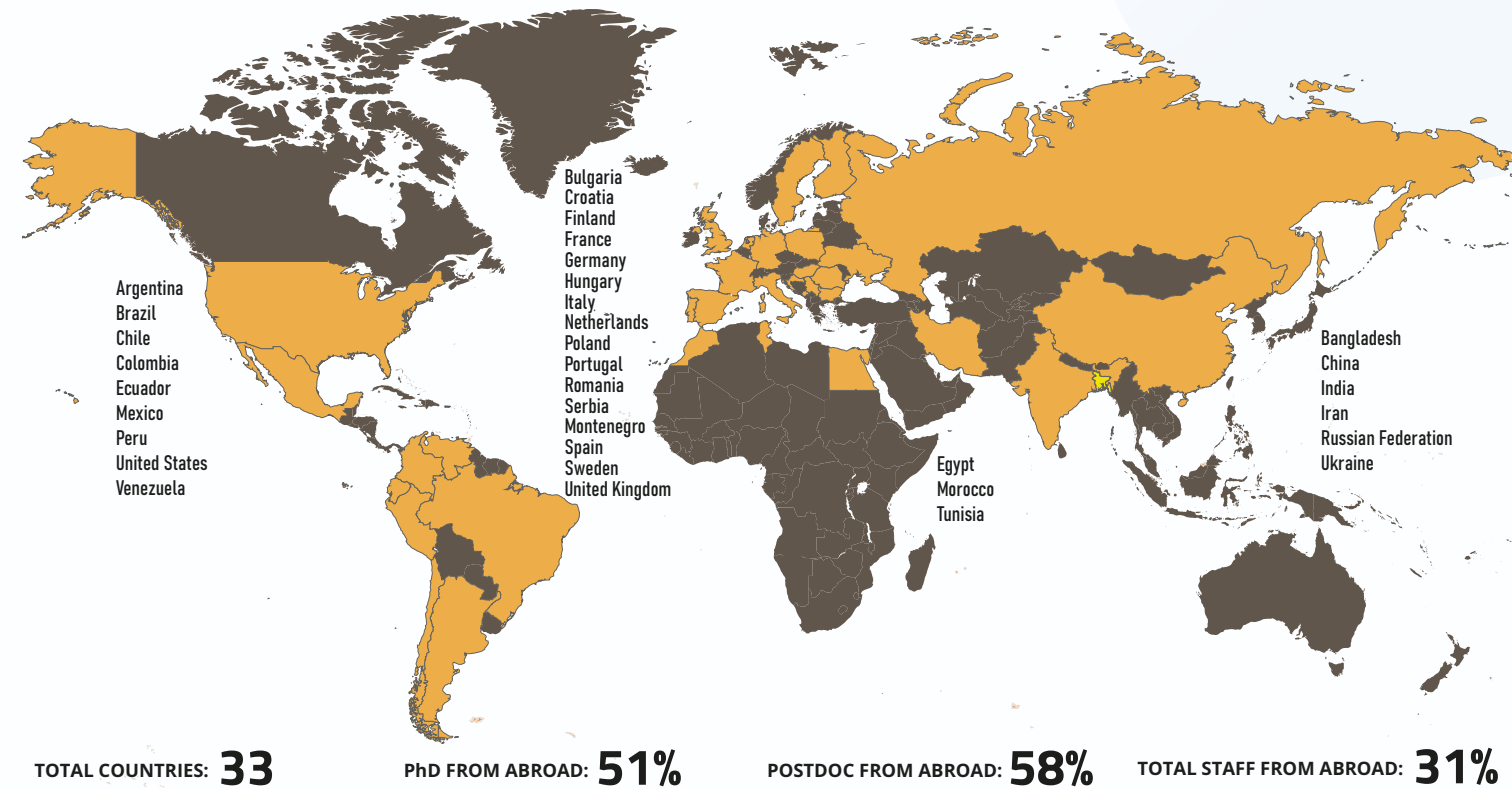 Argentina
Brazil
Chile
Colombia
Ecuador
Mexico
Peru
United States
Venezuela
Bulgaria
Croatia
Finland
France
Germany
Hungary
Italy
Netherlands
Poland
Portugal
Romania
Serbia
Montenegro
Spain
Sweden
United Kingdom
Egypt
Morocco
Tunisia
Bangladesh
China
India
Iran
Russian Federation
Ukraine
TOTAL COUNTRIES: 33
PhD FROM ABROAD: 51%
POSTDOC FROM ABROAD: 58%
TOTAL STAFF FROM ABROAD: 31%